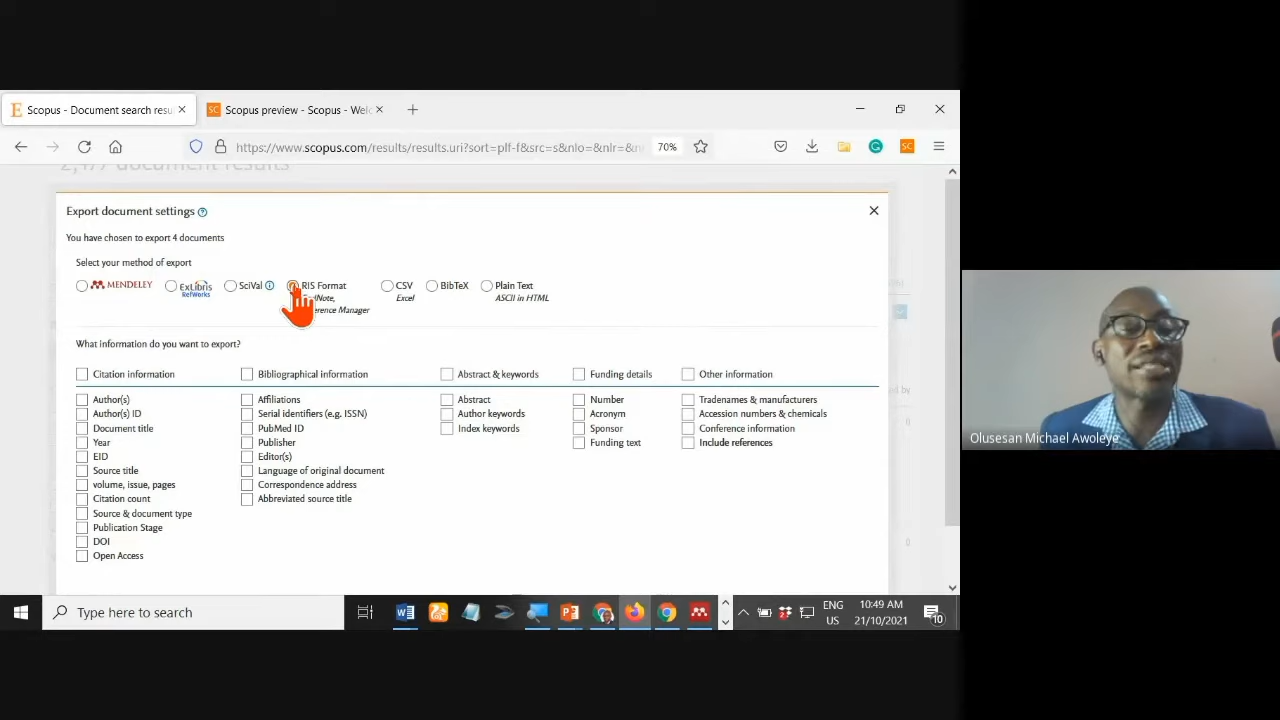 Scopus - Document search resu
Scopus preview - Scopus - Welc
https://www.scopus.com/results/results.uri?sort=plf-f&src=s&nlo=&nlr=&n
70%
document results
Export document settings
You have chosen to export 4 documents
Select your method of export
MENDELEY
ExLibris
RefWorks
SciVal
RIS Format
Note,
erence Manager
CSV
Excel
BibTeX
Plain Text
ASCII in HTML
What information do you want to export?
Citation information
Author(s)
Author(s) ID
Document title
Year
EID
Source title
volume, issue, pages
Citation count
Source & document type
Publication Stage
DOI
Open Access
Bibliographical information
Affiliations
Serial identifiers (e.g. ISSN)
PubMed ID
Publisher
Editor(s)
Language of original document
Correspondence address
Abbreviated source title
Abstract & keywords
Abstract
Author keywords
Index keywords
Funding details
Number
Acronym
Sponsor
Funding text
Other information
Tradenames & manufacturers
Accession numbers & chemicals
Conference information
Include references
Olusesan Michael Awoleye
Type here to search
ENG
US
10:49 AM
21/10/2021
10